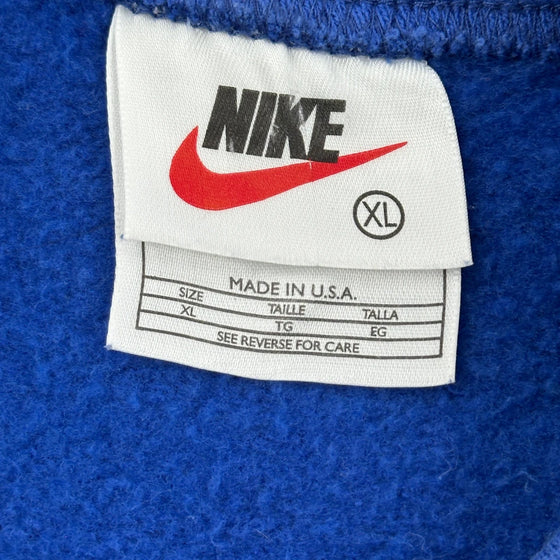 NIKE
XL
MADE IN U.S.A.
SIZE TAILLE TALLA
XL TG EG
SEE REVERSE FOR CARE